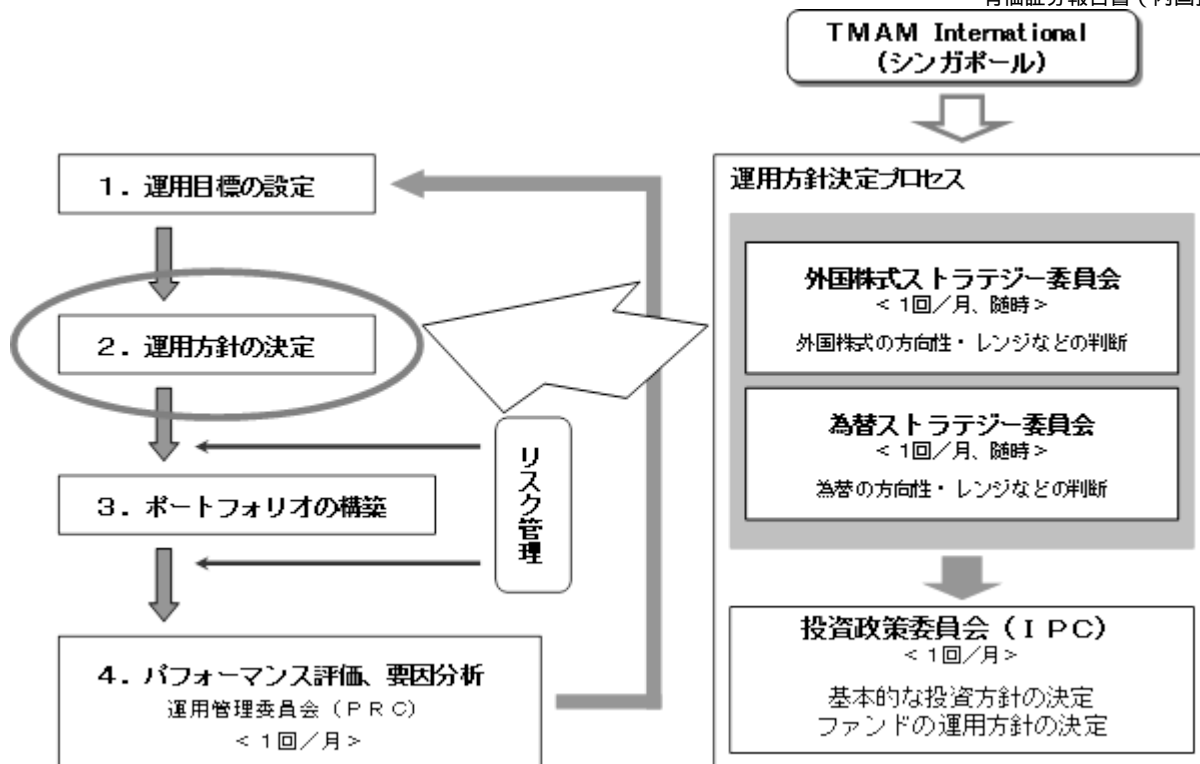 TMAM International
(シンガポール)
1. 運用目標の設定
2. 運用方針の決定
3. ポートフォリオの構築
4. パフォーマンス評価、要因分析
運用管理委員会(PRC)
<1回/月>
リスク管理
運用方針決定プロセス
外国株式ストラテジー委員会
<1回/月、随時>
外国株式の方向性・レンジなどの判断
為替ストラテジー委員会
<1回/月、随時>
為替の方向性・レンジなどの判断
投資政策委員会(IPC)
<1回/月>
基本的な投資方針の決定
ファンドの運用方針の決定